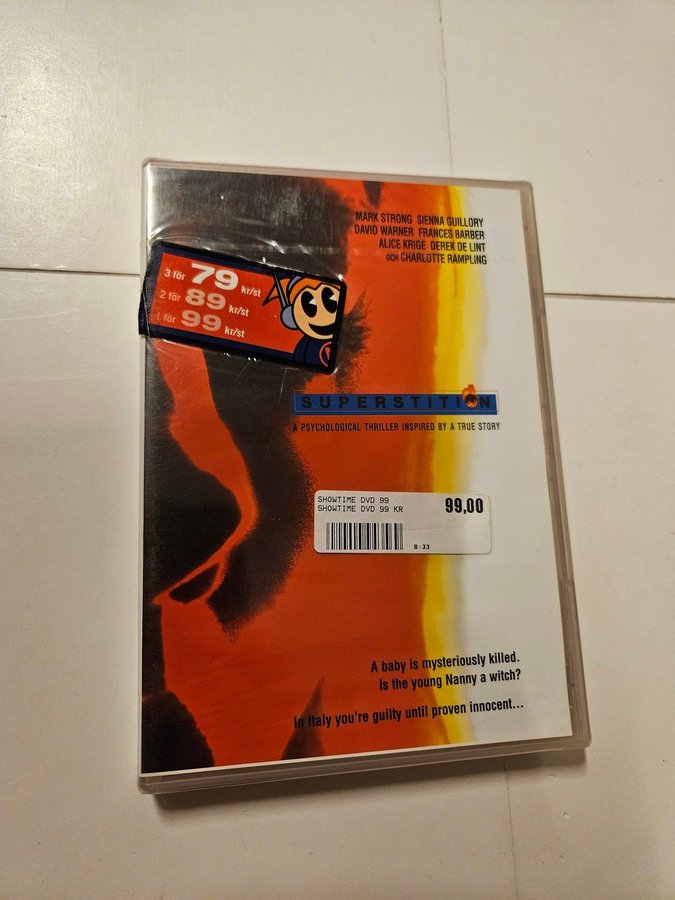 MARK STRONG SIENNA GUILLORY
DAVID WARNER FRANCES BARBER
ALICE KRIGE DEREK DE LINT
OCH CHARLOTTE RAMPLING
3 för 79 kr/st
2 för 89 kr/st
1 för 99 kr/st
SUPERSTITION
A PSYCHOLOGICAL THRILLER INSPIRED BY A TRUE STORY
SHOWTIME DVD 99
SHOWTIME DVD 99 KR
99,00
8:33
A baby is mysteriously killed.
Is the young Nanny a witch?
In Italy you're guilty until proven innocent...